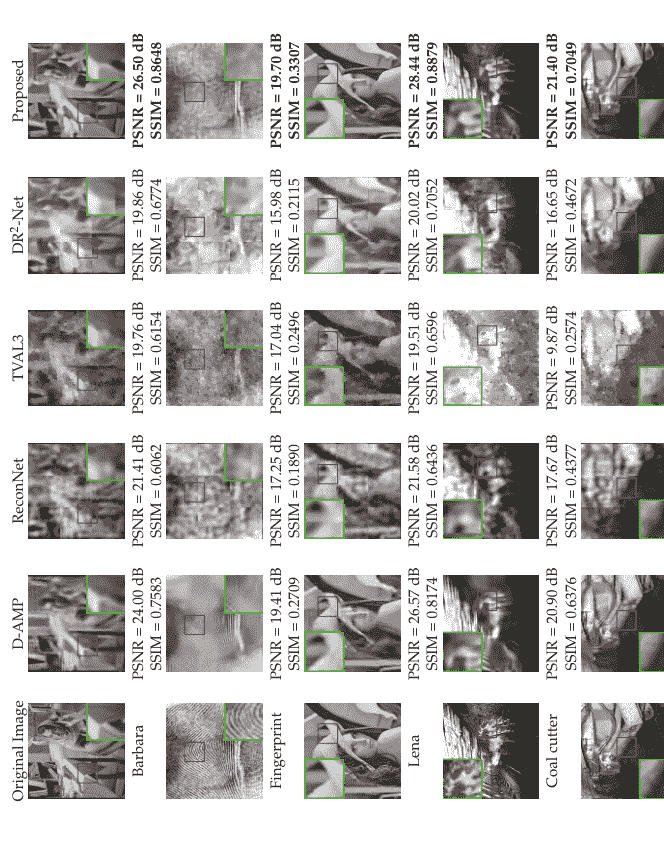 Original Image
D-AMP
ReconNet
TVAL3
DR²-Net
Proposed
Barbara
PSNR = 24.00 dB
SSIM = 0.7583
PSNR = 21.41 dB
SSIM = 0.6062
PSNR = 19.76 dB
SSIM = 0.6154
PSNR = 19.86 dB
SSIM = 0.6774
PSNR = 26.50 dB
SSIM = 0.8648
Fingerprint
PSNR = 19.41 dB
SSIM = 0.2709
PSNR = 17.25 dB
SSIM = 0.1890
PSNR = 17.04 dB
SSIM = 0.2496
PSNR = 15.98 dB
SSIM = 0.2115
PSNR = 19.70 dB
SSIM = 0.3307
Lena
PSNR = 26.57 dB
SSIM = 0.8174
PSNR = 21.58 dB
SSIM = 0.6436
PSNR = 19.51 dB
SSIM = 0.6596
PSNR = 20.02 dB
SSIM = 0.7052
PSNR = 28.44 dB
SSIM = 0.8879
Coal cutter
PSNR = 20.90 dB
SSIM = 0.6376
PSNR = 17.67 dB
SSIM = 0.4377
PSNR = 9.87 dB
SSIM = 0.2574
PSNR = 16.65 dB
SSIM = 0.4672
PSNR = 21.40 dB
SSIM = 0.7049